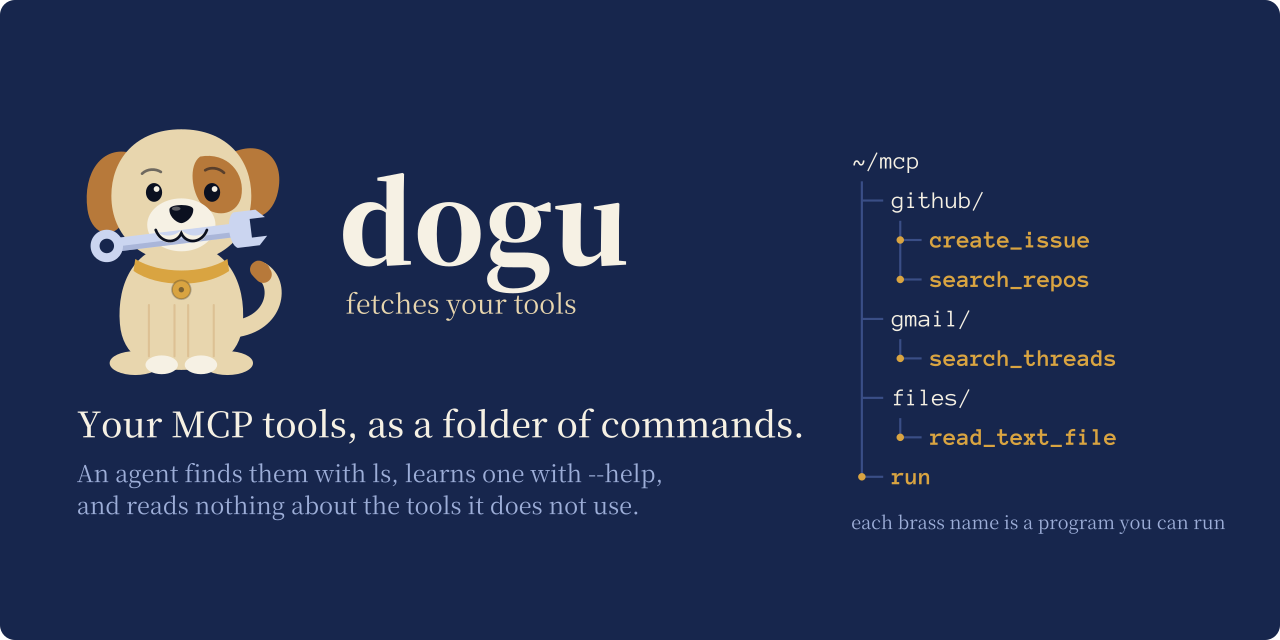 dogu
fetches your tools
Your MCP tools, as a folder of commands.
An agent finds them with ls, learns one with --help,
and reads nothing about the tools it does not use.
~/mcp
github/
create_issue
search_repos
gmail/
search_threads
files/
read_text_file
run
each brass name is a program you can run